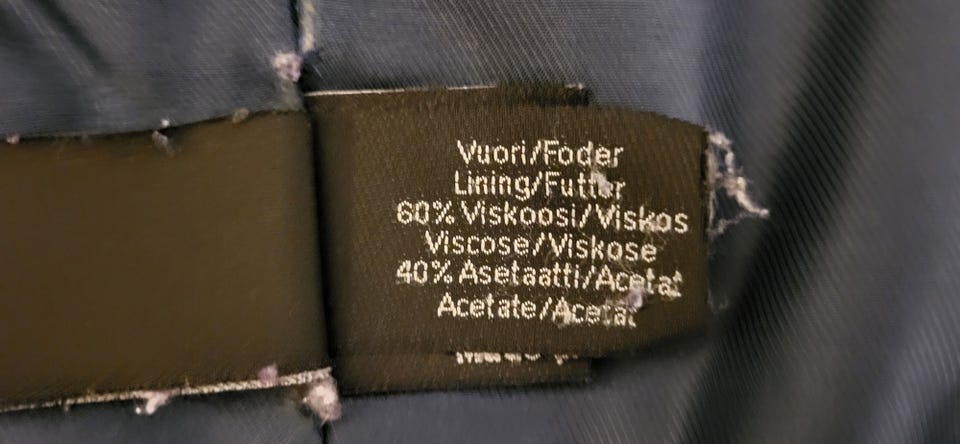 Vuori/Foder
Lining/Futter
60% Viskoosi/Viskos
Viscose/Viskose
40% Asetaatti/Acetat
Acetate/Acetat